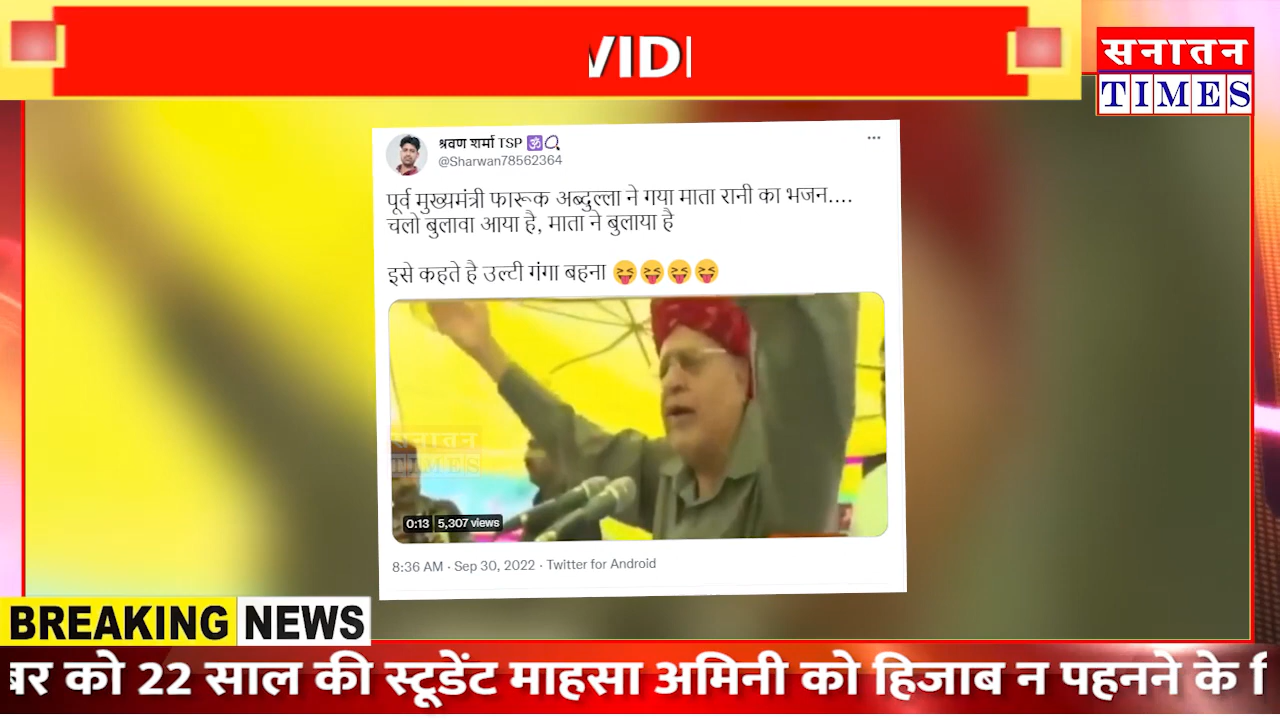 VIDI
सनातन
TIMES
श्रवण शर्मा TSP 🕉️📿
@Sharwan78562364
पूर्व मुख्यमंत्री फारूक अब्दुल्ला ने गया माता रानी का भजन....
चलो बुलावा आया है, माता ने बुलाया है
इसे कहते है उल्टी गंगा बहना 😝😝😝😝
सनातन
TIMES
0:13 5,307 views
8:36 AM · Sep 30, 2022 · Twitter for Android
BREAKING NEWS
बर को 22 साल की स्टूडेंट माहसा अमिनी को हिजाब न पहनने के